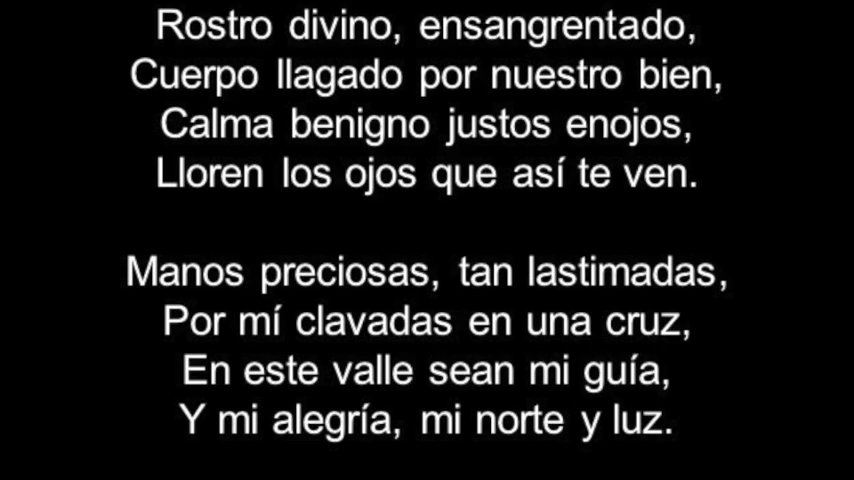 Rostro divino, ensangrentado,
Cuerpo llagado por nuestro bien,
Calma benigno justos enojos,
Lloren los ojos que así te ven.
Manos preciosas, tan lastimadas,
Por mí clavadas en una cruz,
En este valle sean mi guía,
Y mi alegría, mi norte y luz.